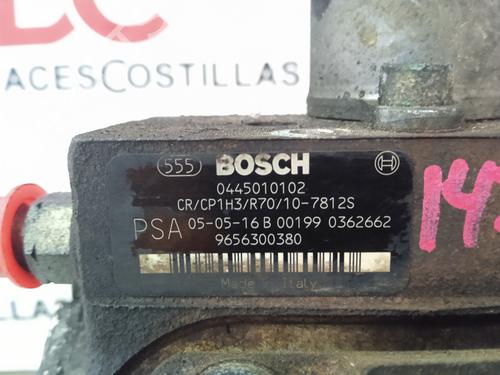 LC
ACESCOSTILLAS
555 BOSCH
0445010102
CR/CP1H3/R70/10-7812S
PSA 05-05-16 B 00199 0362662
9656300380
Made in Italy
14